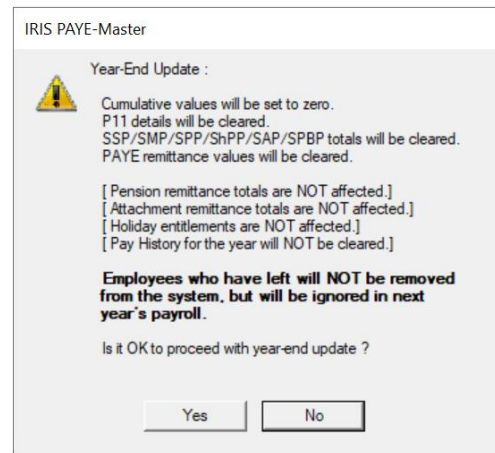 IRIS PAYE-Master
Year-End Update :
Cumulative values will be set to zero.
P11 details will be cleared.
SSP/SMP/SPP/ShPP/SAP/SPBP totals will be cleared.
PAYE remittance values will be cleared.
[ Pension remittance totals are NOT affected.]
[ Attachment remittance totals are NOT affected.]
[ Holiday entitlements are NOT affected.]
[ Pay History for the year will NOT be cleared.]
Employees who have left will NOT be removed
from the system, but will be ignored in next
year's payroll.
Is it OK to proceed with year-end update ?
Yes No